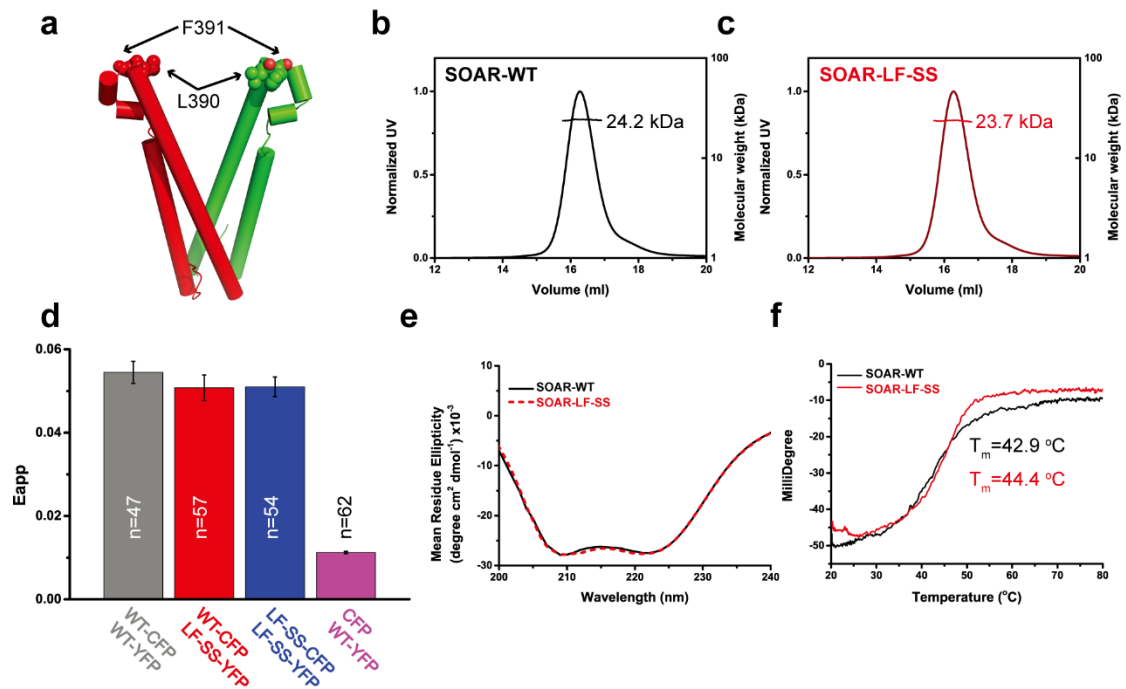 a
F391
L390
b
SOAR-WT
24.2 kDa
Normalized UV
1.0
0.5
0.0
100
10
1
Molecular weight (kDa)
12 14 16 18 20
Volume (ml)
c
SOAR-LF-SS
23.7 kDa
Normalized UV
1.0
0.5
0.0
100
10
1
Molecular weight (kDa)
12 14 16 18 20
Volume (ml)
d
Eapp
0.06
0.04
0.02
0.00
n=47
n=57
n=54
n=62
WT-CFP
WT-YFP
WT-CFP
LF-SS-YFP
LF-SS-CFP
LF-SS-YFP
CFP
WT-YFP
e
SOAR-WT
SOAR-LF-SS
Mean Residue Ellipticity
(degree cm² dmol⁻¹) x10⁻³
10
0
-10
-20
-30
200 210 220 230 240
Wavelength (nm)
f
SOAR-WT
SOAR-LF-SS
Tm=42.9 °C
Tm=44.4 °C
MilliDegree
0
-10
-20
-30
-40
-50
20 30 40 50 60 70 80
Temperature (°C)